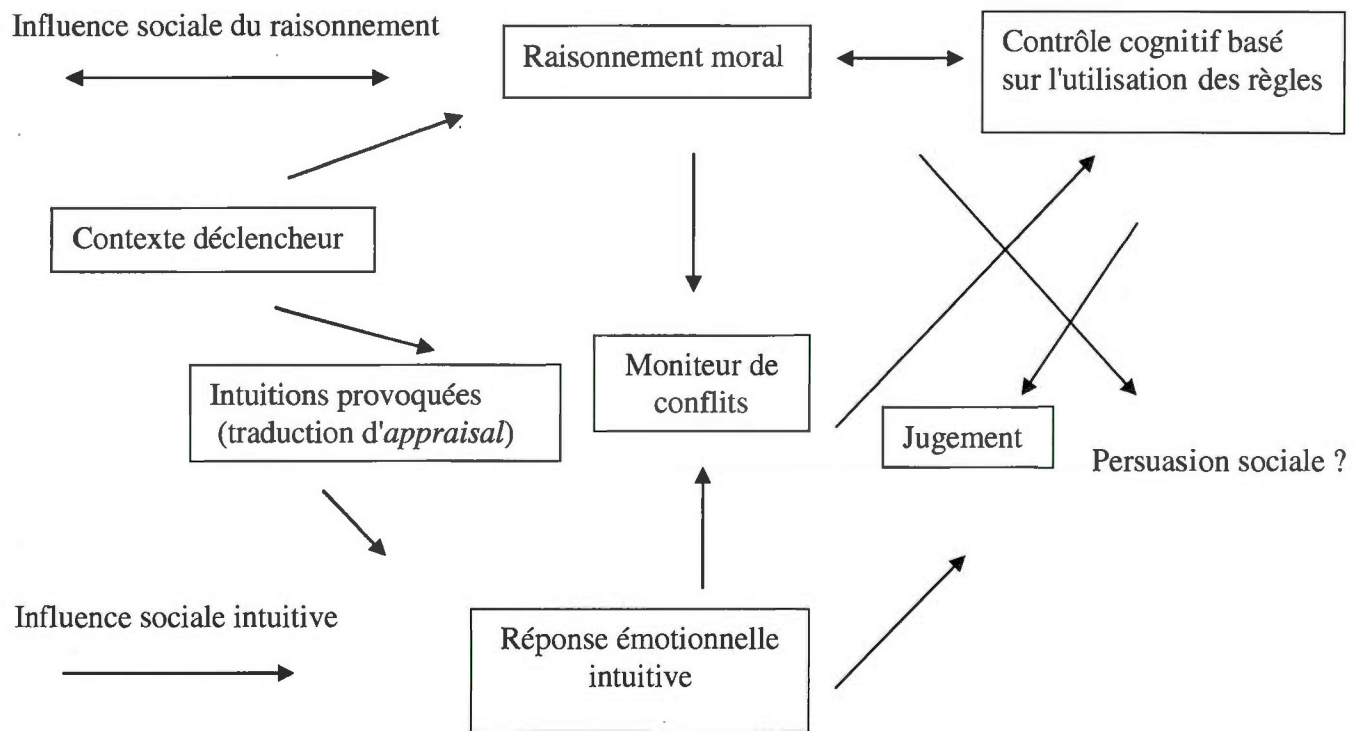 Influence sociale du raisonnement
Raisonnement moral
Contrôle cognitif basé
sur l'utilisation des règles
Contexte déclencheur
Intuitions provoquées
(traduction d'appraisal)
Moniteur de
conflits
Jugement
Persuasion sociale ?
Influence sociale intuitive
Réponse émotionnelle
intuitive